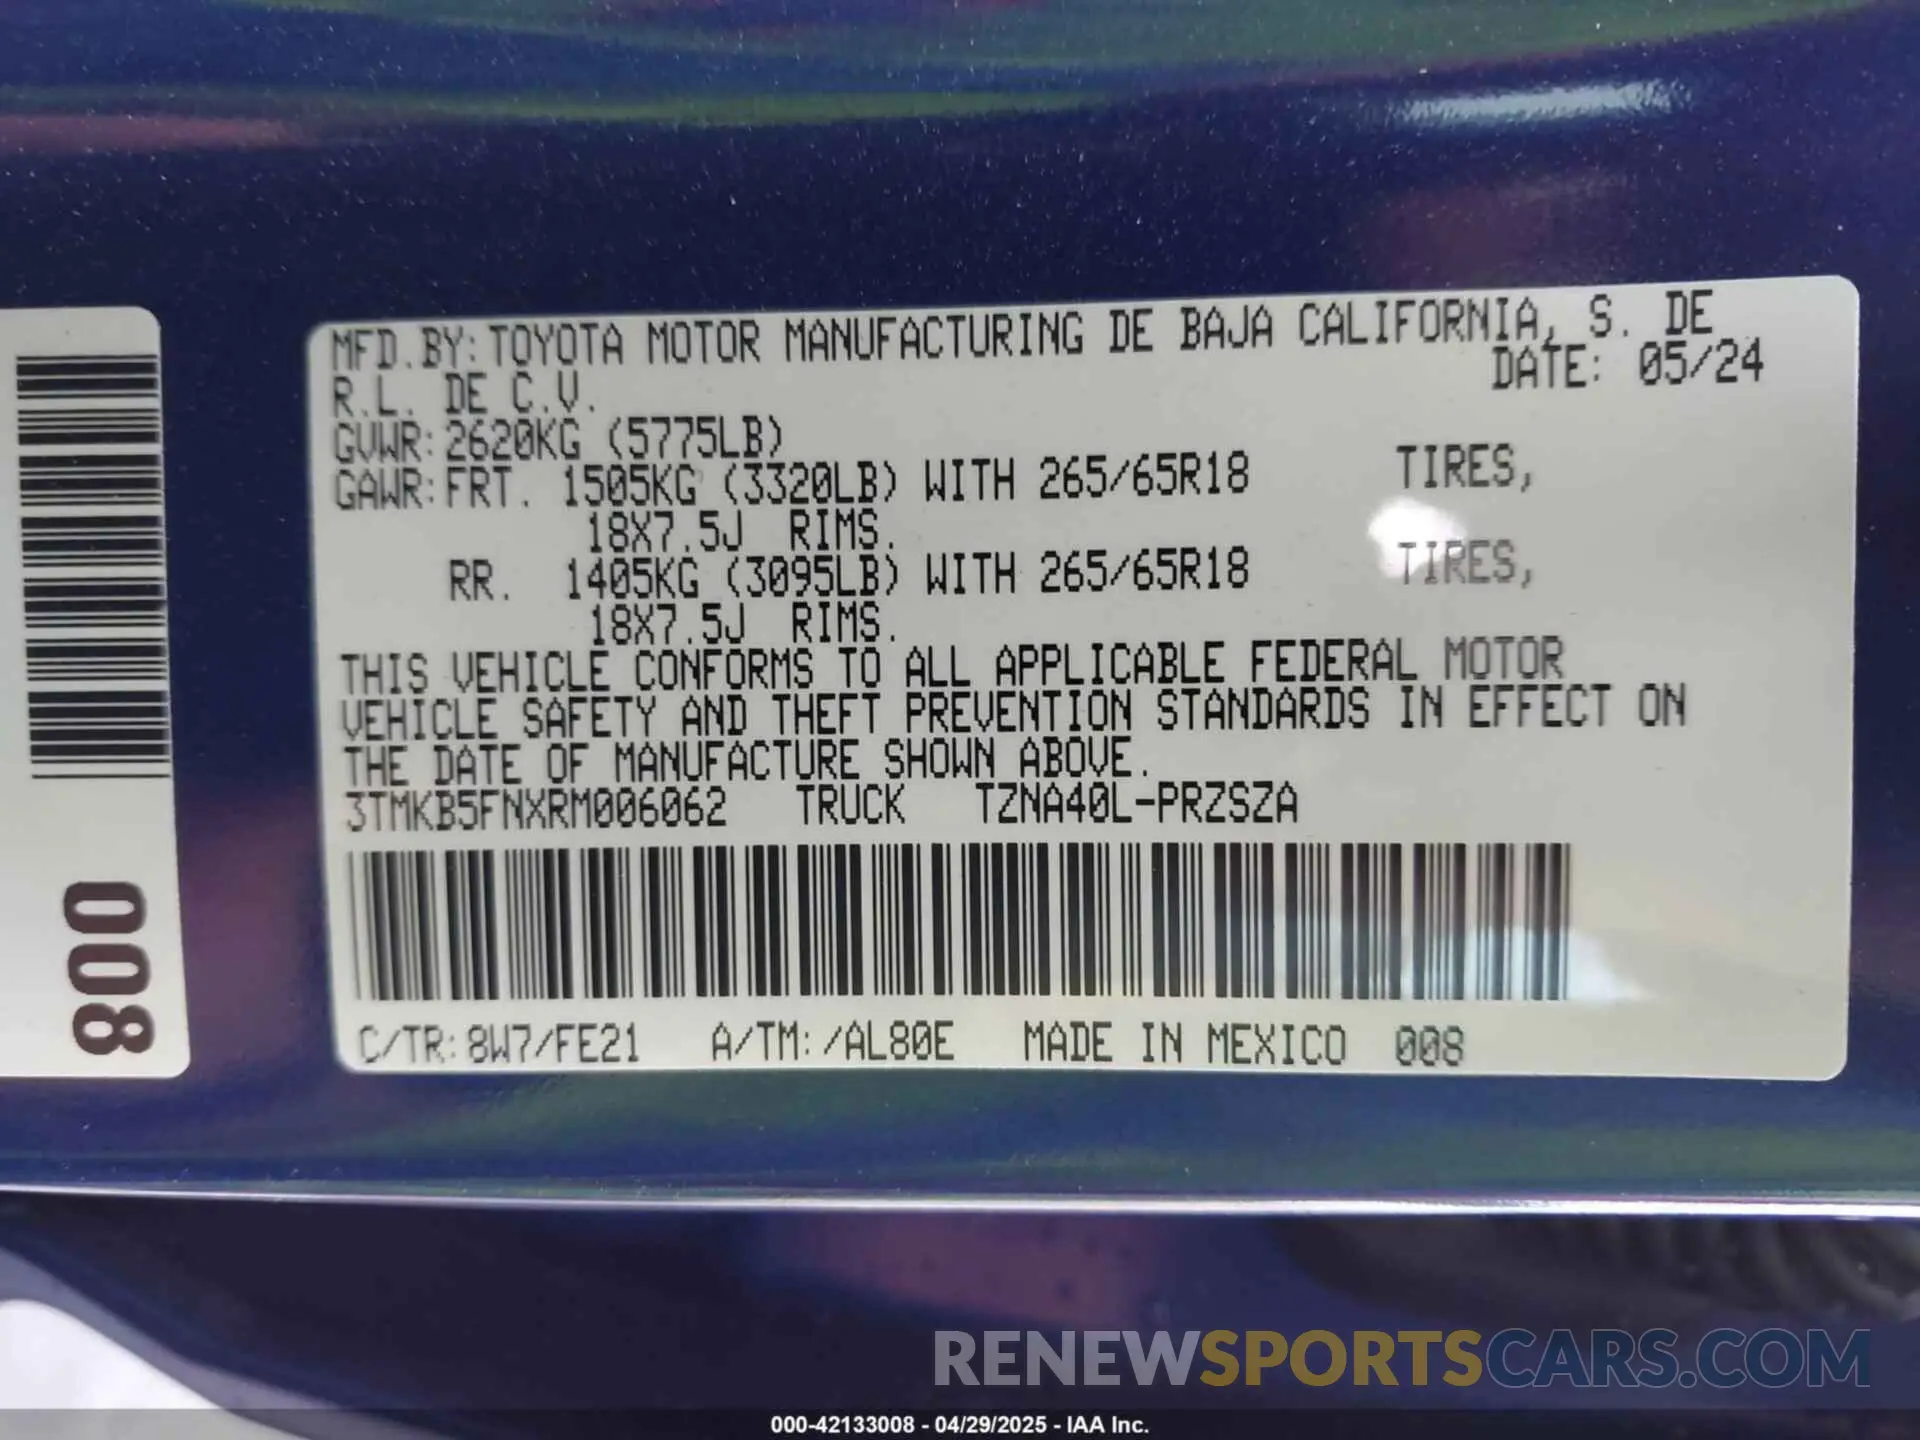 MFD.BY:TOYOTA MOTOR MANUFACTURING DE BAJA CALIFORNIA, S. DE
R.L. DE C.V.
DATE: 05/24
GVWR:2620KG (5775LB)
GAWR:FRT. 1505KG (3320LB) WITH 265/65R18 TIRES,
18X7.5J RIMS.
RR. 1405KG (3095LB) WITH 265/65R18 TIRES,
18X7.5J RIMS.
THIS VEHICLE CONFORMS TO ALL APPLICABLE FEDERAL MOTOR
VEHICLE SAFETY AND THEFT PREVENTION STANDARDS IN EFFECT ON
THE DATE OF MANUFACTURE SHOWN ABOVE.
3TMKB5FNXRM006062 TRUCK TZNA40L-PRZSZA
C/TR:8W7/FE21 A/TM:/AL80E MADE IN MEXICO 008
008
RENEWSPORTSCARS.COM
000-42133008 - 04/29/2025 - IAA Inc.